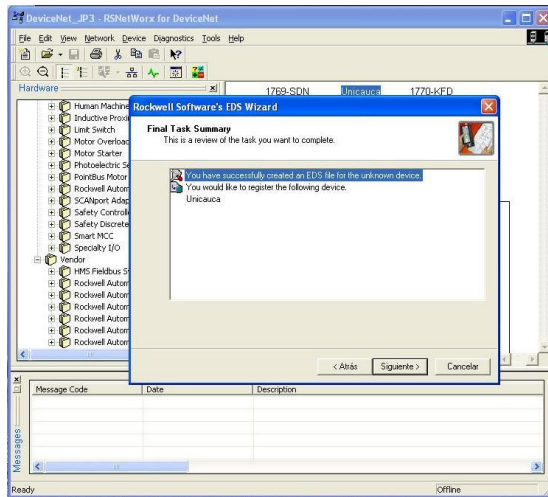 DeviceNet_JP3 - RSNetWorx for DeviceNet
File Edit View Network Device Diagnostics Tools Help
Hardware
1769-SDN Unicauca 1770-KFD
Human Machine
Inductive Proxi
Limit Switch
Motor Overloac
Motor Starter
Photoelectric Se
PointBus Motor
Rockwell Autom
SCANport Adap
Safety Controll
Safety Discrete
Smart MCC
Specialty I/O
Vendor
HMS Fieldbus S
Rockwell Autom
Rockwell Autom
Rockwell Autom
Rockwell Autom
Rockwell Autom
Rockwell Software's EDS Wizard
Final Task Summary
This is a review of the task you want to complete.
You have successfully created an EDS file for the unknown device.
You would like to register the following device.
Unicauca
< Atrás Siguiente > Cancelar
Message Code Date Description
Messages
Ready Offline